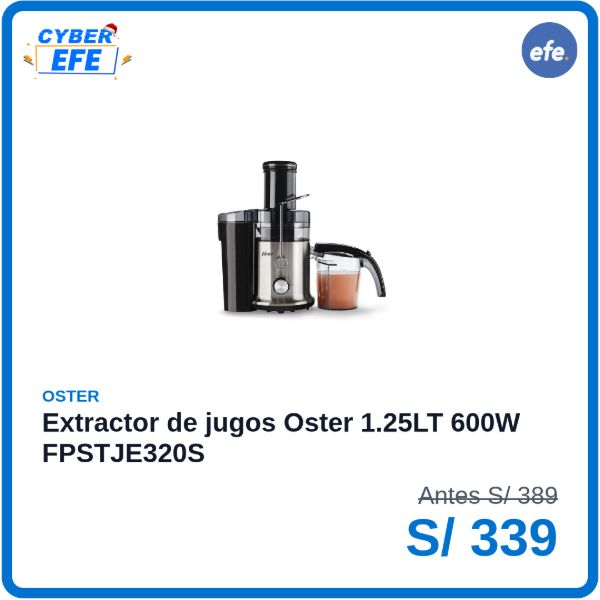 CYBER
EFE
efe.
OSTER
Extractor de jugos Oster 1.25LT 600W
FPSTJE320S
Antes S/ 389
S/ 339